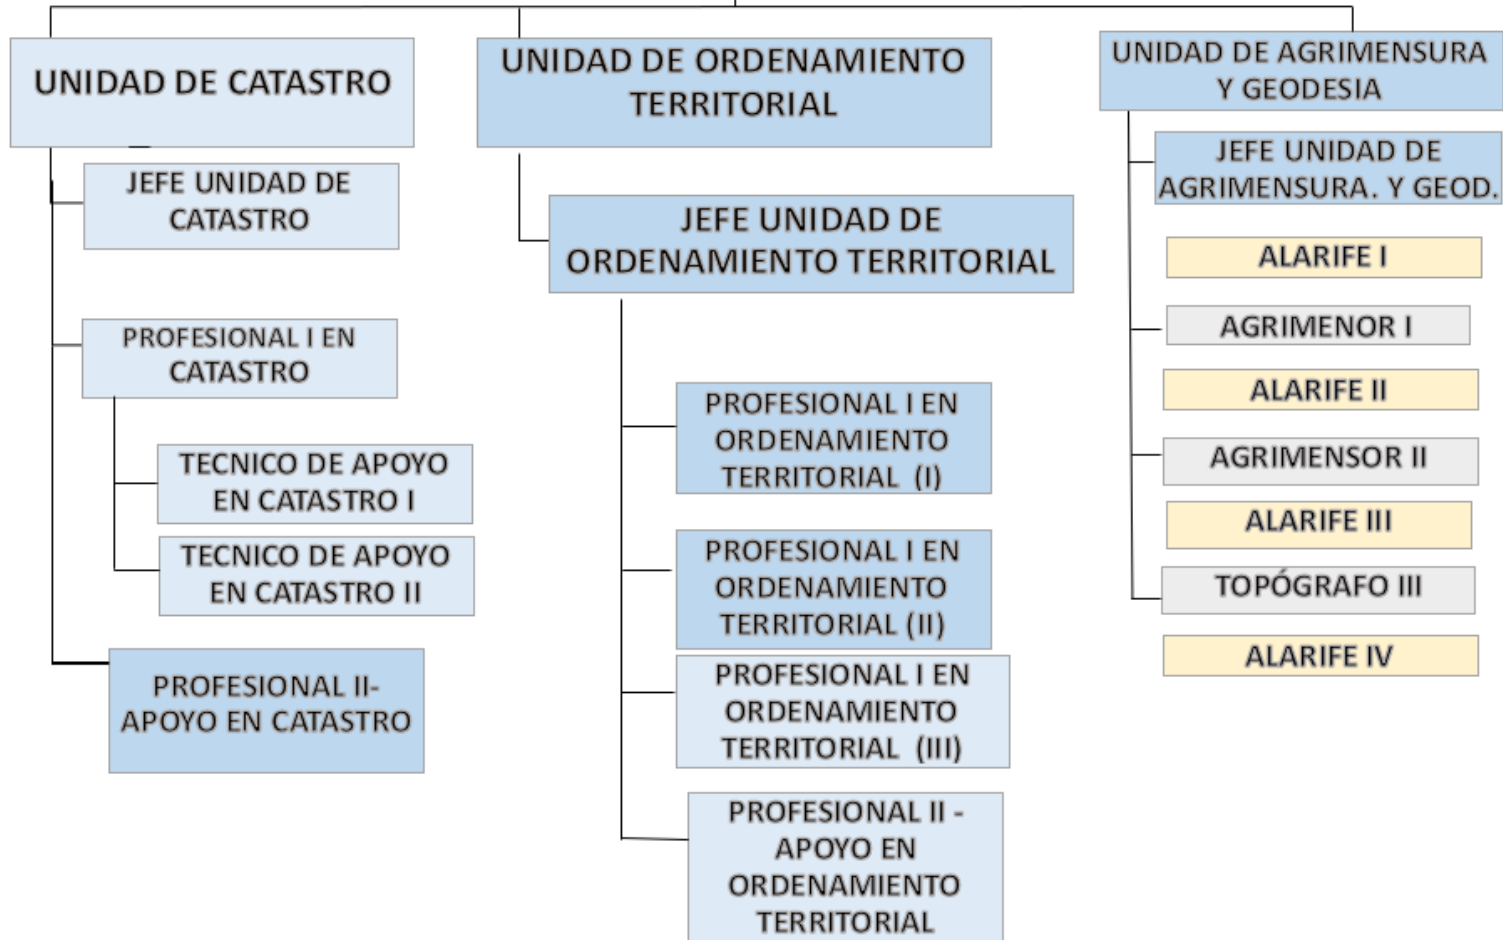 UNIDAD DE CATASTRO
JEFE UNIDAD DE
CATASTRO
PROFESIONAL I EN
CATASTRO
TECNICO DE APOYO
EN CATASTRO I
TECNICO DE APOYO
EN CATASTRO II
PROFESIONAL II-
APOYO EN CATASTRO
UNIDAD DE ORDENAMIENTO
TERRITORIAL
JEFE UNIDAD DE
ORDENAMIENTO TERRITORIAL
PROFESIONAL I EN
ORDENAMIENTO
TERRITORIAL (I)
PROFESIONAL I EN
ORDENAMIENTO
TERRITORIAL (II)
PROFESIONAL I EN
ORDENAMIENTO
TERRITORIAL (III)
PROFESIONAL II -
APOYO EN
ORDENAMIENTO
TERRITORIAL
UNIDAD DE AGRIMENSURA
Y GEODESIA
JEFE UNIDAD DE
AGRIMENSURA. Y GEOD.
ALARIFE I
AGRIMENOR I
ALARIFE II
AGRIMENSOR II
ALARIFE III
TOPÓGRAFO III
ALARIFE IV